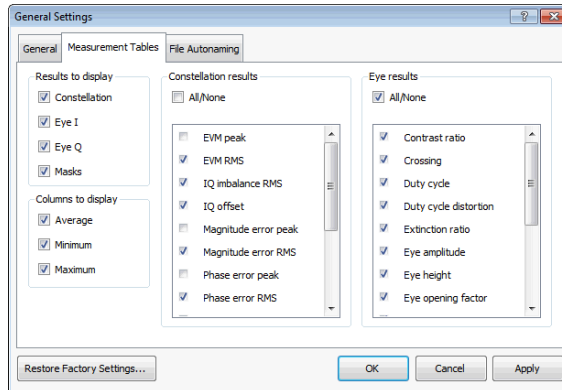 General Settings
General
Measurement Tables
File Autonaming
Results to display
Constellation
Eye I
Eye Q
Masks
Columns to display
Average
Minimum
Maximum
Constellation results
All/None
EVM peak
EVM RMS
IQ imbalance RMS
IQ offset
Magnitude error peak
Magnitude error RMS
Phase error peak
Phase error RMS
Eye results
All/None
Contrast ratio
Crossing
Duty cycle
Duty cycle distortion
Extinction ratio
Eye amplitude
Eye height
Eye opening factor
Restore Factory Settings...
OK
Cancel
Apply